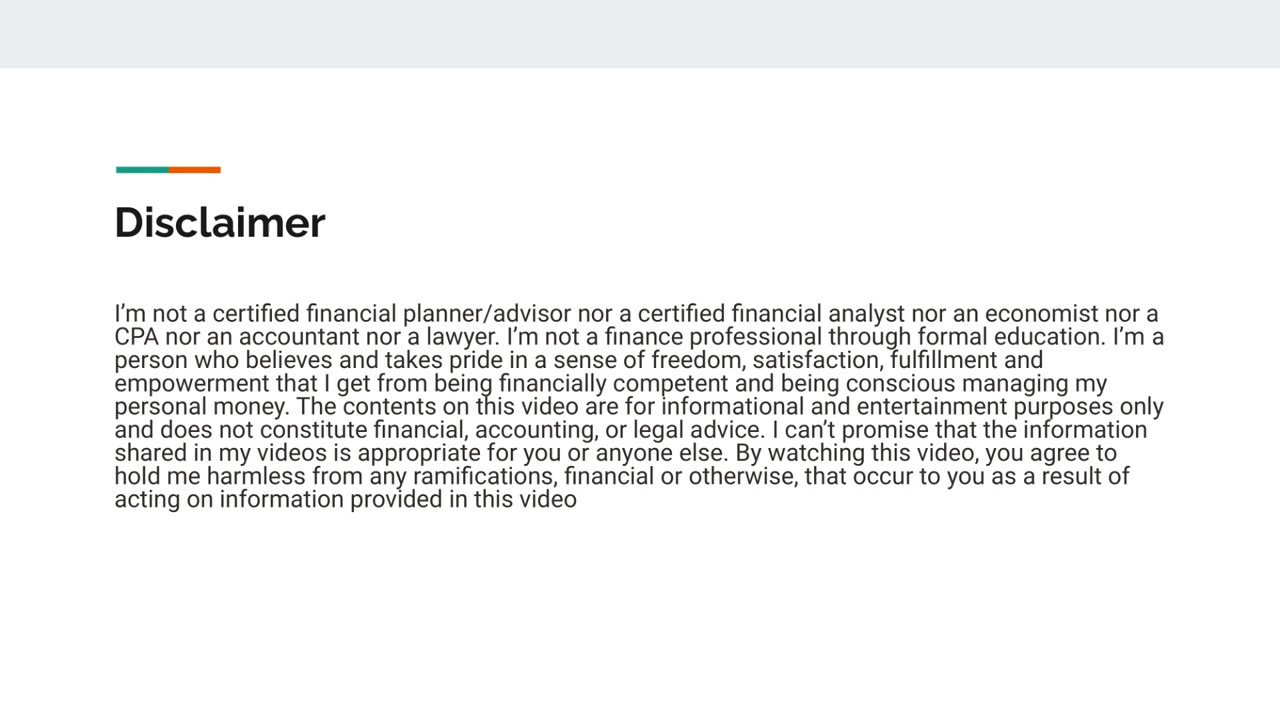 Disclaimer
I’m not a certified financial planner/advisor nor a certified financial analyst nor an economist nor a
CPA nor an accountant nor a lawyer. I’m not a finance professional through formal education. I’m a
person who believes and takes pride in a sense of freedom, satisfaction, fulfillment and
empowerment that I get from being financially competent and being conscious managing my
personal money. The contents on this video are for informational and entertainment purposes only
and does not constitute financial, accounting, or legal advice. I can’t promise that the information
shared in my videos is appropriate for you or anyone else. By watching this video, you agree to
hold me harmless from any ramifications, financial or otherwise, that occur to you as a result of
acting on information provided in this video